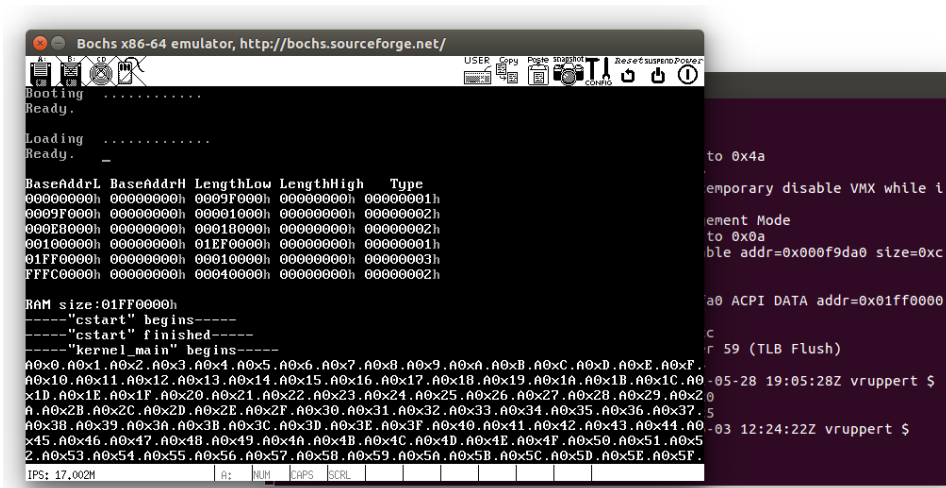 Bochs x86-64 emulator, http://bochs.sourceforge.net/
A: B: CD USER Copy Paste snapshot CONFIG Reset SUSPEND Power
Booting ............
Ready.
Loading .............
Ready. _
BaseAddrL BaseAddrH LengthLow LengthHigh Type
00000000h 00000000h 0009F000h 00000000h 00000001h
0009F000h 00000000h 00001000h 00000000h 00000002h
000E8000h 00000000h 00018000h 00000000h 00000002h
00100000h 00000000h 01EF0000h 00000000h 00000001h
01FF0000h 00000000h 00010000h 00000000h 00000003h
FFFC0000h 00000000h 00040000h 00000000h 00000002h
RAM size:01FF0000h
-----"cstart" begins-----
-----"cstart" finished-----
-----"kernel_main" begins-----
A0x0.A0x1.A0x2.A0x3.A0x4.A0x5.A0x6.A0x7.A0x8.A0x9.A0xA.A0xB.A0xC.A0xD.A0xE.A0xF.
A0x10.A0x11.A0x12.A0x13.A0x14.A0x15.A0x16.A0x17.A0x18.A0x19.A0x1A.A0x1B.A0x1C.A0
x1D.A0x1E.A0x1F.A0x20.A0x21.A0x22.A0x23.A0x24.A0x25.A0x26.A0x27.A0x28.A0x29.A0x2
A.A0x2B.A0x2C.A0x2D.A0x2E.A0x2F.A0x30.A0x31.A0x32.A0x33.A0x34.A0x35.A0x36.A0x37.
A0x38.A0x39.A0x3A.A0x3B.A0x3C.A0x3D.A0x3E.A0x3F.A0x40.A0x41.A0x42.A0x43.A0x44.A0
x45.A0x46.A0x47.A0x48.A0x49.A0x4A.A0x4B.A0x4C.A0x4D.A0x4E.A0x4F.A0x50.A0x51.A0x5
2.A0x53.A0x54.A0x55.A0x56.A0x57.A0x58.A0x59.A0x5A.A0x5B.A0x5C.A0x5D.A0x5E.A0x5F.
IPS: 17.002M A: NUM CAPS SCRL
to 0x4a
emporary disable VMX while i
ement Mode
to 0x0a
ble addr=0x000f9da0 size=0xc
a0 ACPI DATA addr=0x01ff0000
c
r 59 (TLB Flush)
-05-28 19:05:28Z vruppert $
0
5
-03 12:24:22Z vruppert $